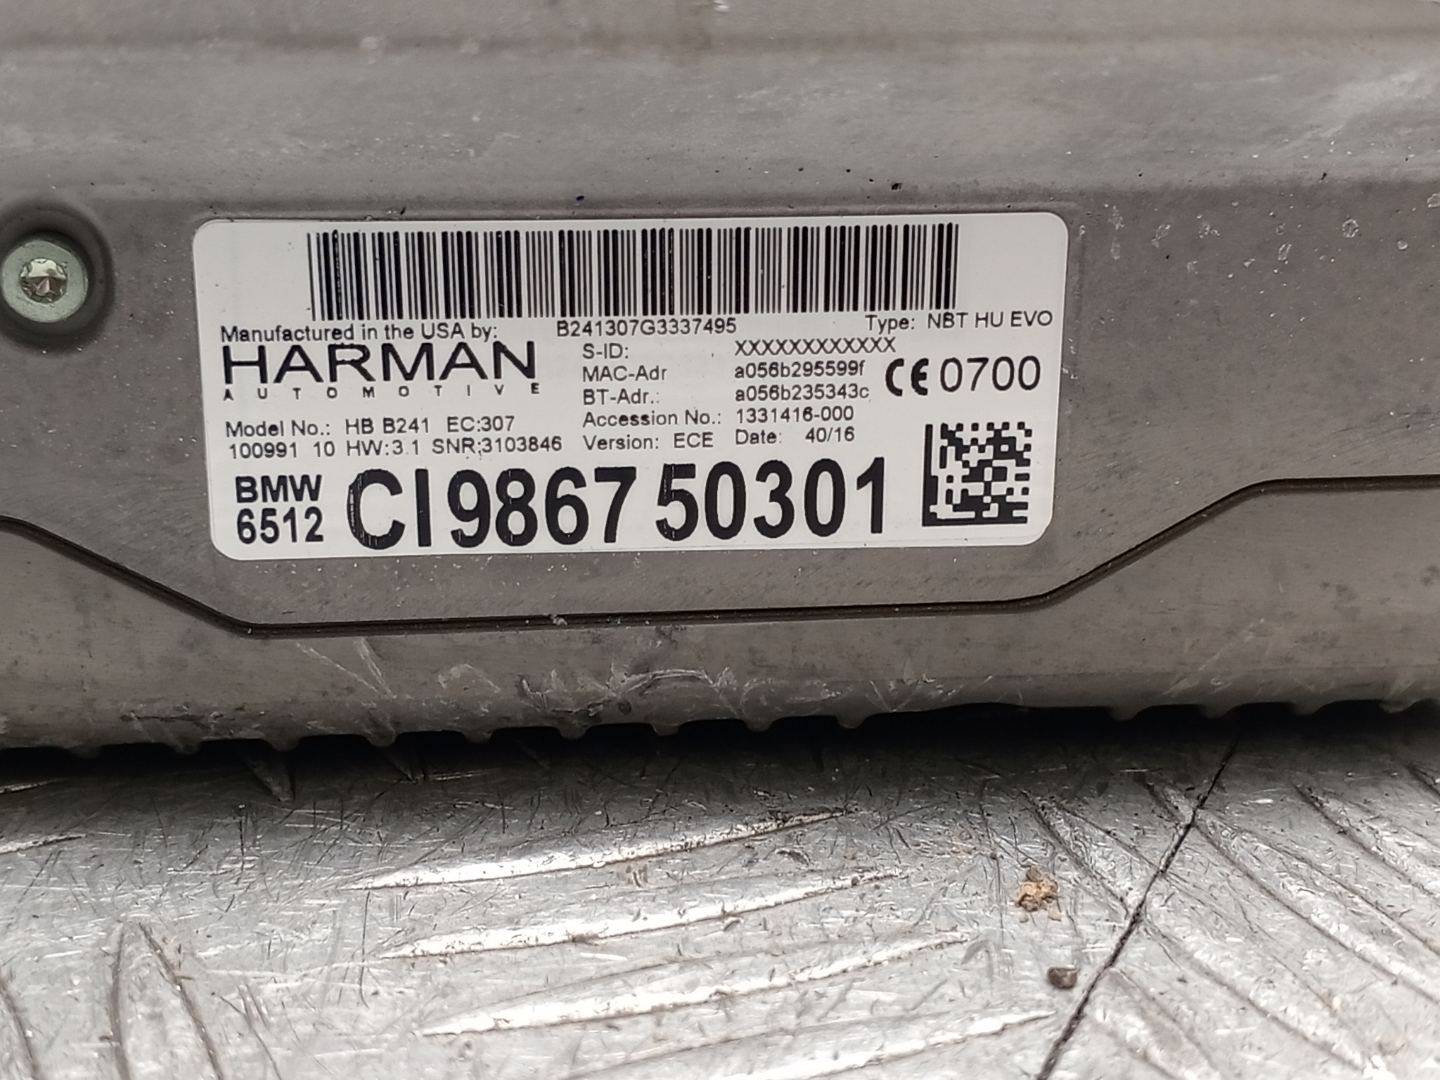 Manufactured in the USA by: B241307G3337495 Type: NBT HU EVO
HARMAN
AUTOMOTIVE
S-ID: XXXXXXXXXXXX
MAC-Adr a056b295599f
BT-Adr.: a056b235343c
CE 0700
Accession No.: 1331416-000
Model No.: HB B241 EC:307
100991 10 HW:3.1 SNR:3103846 Version: ECE Date: 40/16
BMW
6512
CI9867 50301